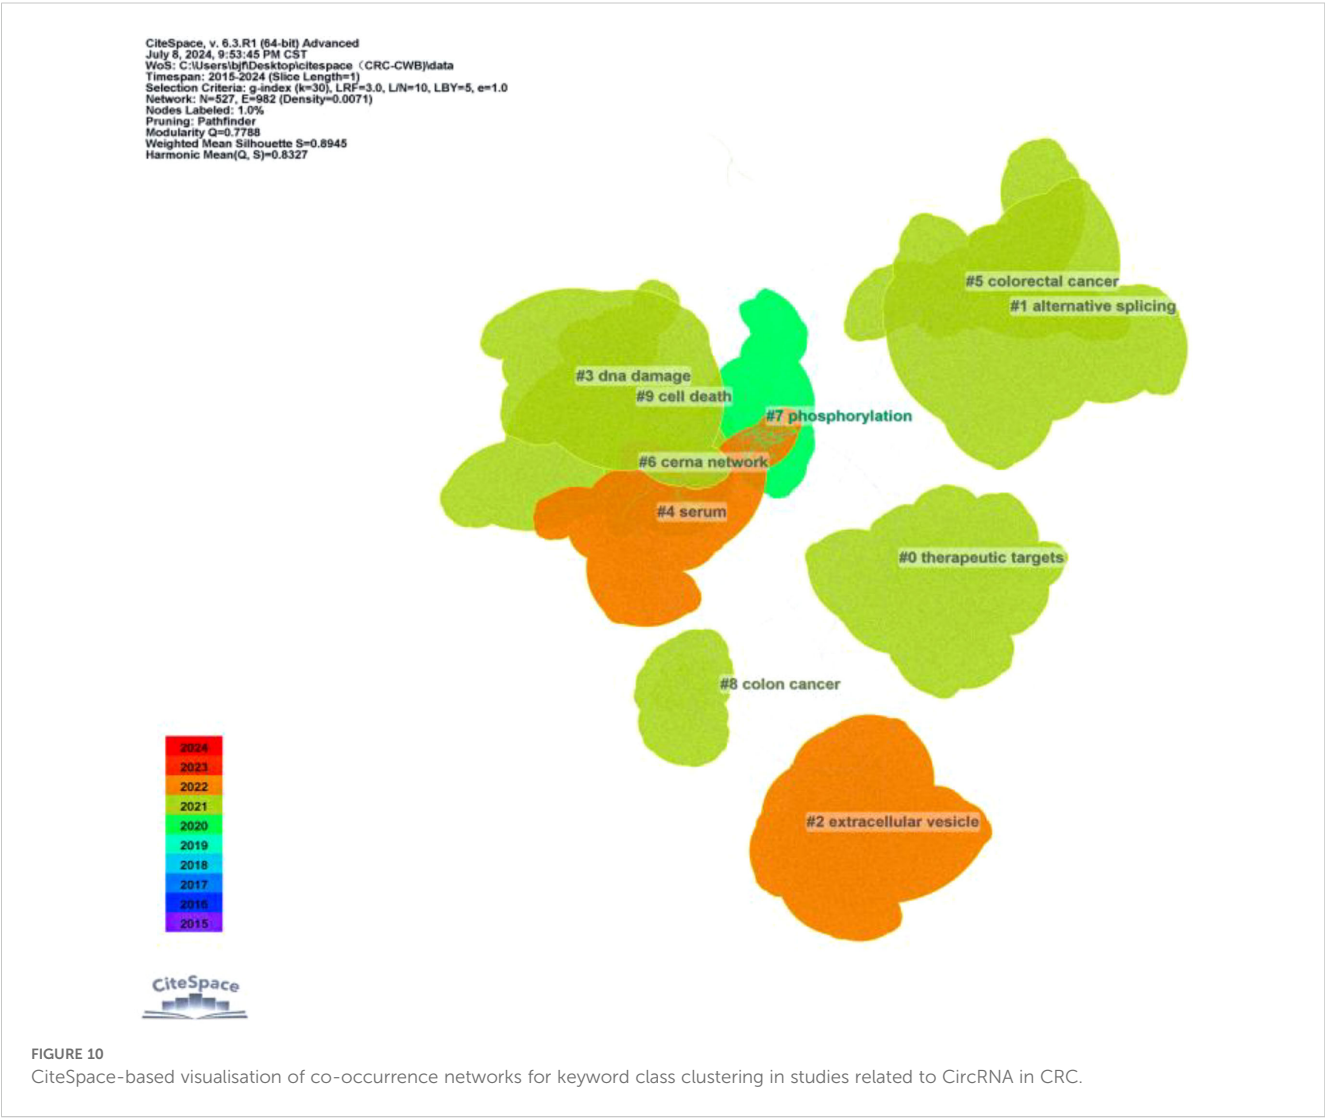 CiteSpace, v. 6.3.R1 (64-bit) Advanced
July 8, 2024, 9:53:45 PM CST
WoS: C:\Users\bjf\Desktop\citespace（CRC-CWB)\data
Timespan: 2015-2024 (Slice Length=1)
Selection Criteria: g-index (k=30), LRF=3.0, L/N=10, LBY=5, e=1.0
Network: N=527, E=982 (Density=0.0071)
Nodes Labeled: 1.0%
Pruning: Pathfinder
Modularity Q=0.7788
Weighted Mean Silhouette S=0.8945
Harmonic Mean(Q, S)=0.8327
#5 colorectal cancer
#1 alternative splicing
#3 dna damage
#9 cell death
#7 phosphorylation
#6 cerna network
#4 serum
#0 therapeutic targets
#8 colon cancer
#2 extracellular vesicle
2024
2023
2022
2021
2020
2019
2018
2017
2016
2015
CiteSpace
FIGURE 10
CiteSpace-based visualisation of co-occurrence networks for keyword class clustering in studies related to CircRNA in CRC.